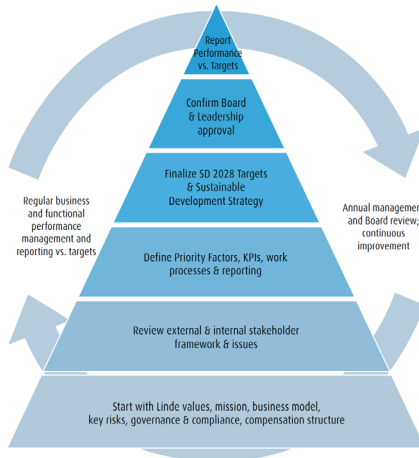 Report
Performance
vs. Targets
Confirm Board
& Leadership
approval
Finalize SD 2028 Targets
& Sustainable
Development Strategy
Regular business
and functional
performance
management and
reporting vs. targets
Annual management
and Board review;
continuous
improvement
Define Priority Factors, KPIs, work
processes & reporting
Review external & internal stakeholder
framework & issues
Start with Linde values, mission, business model,
key risks, governance & compliance, compensation structure